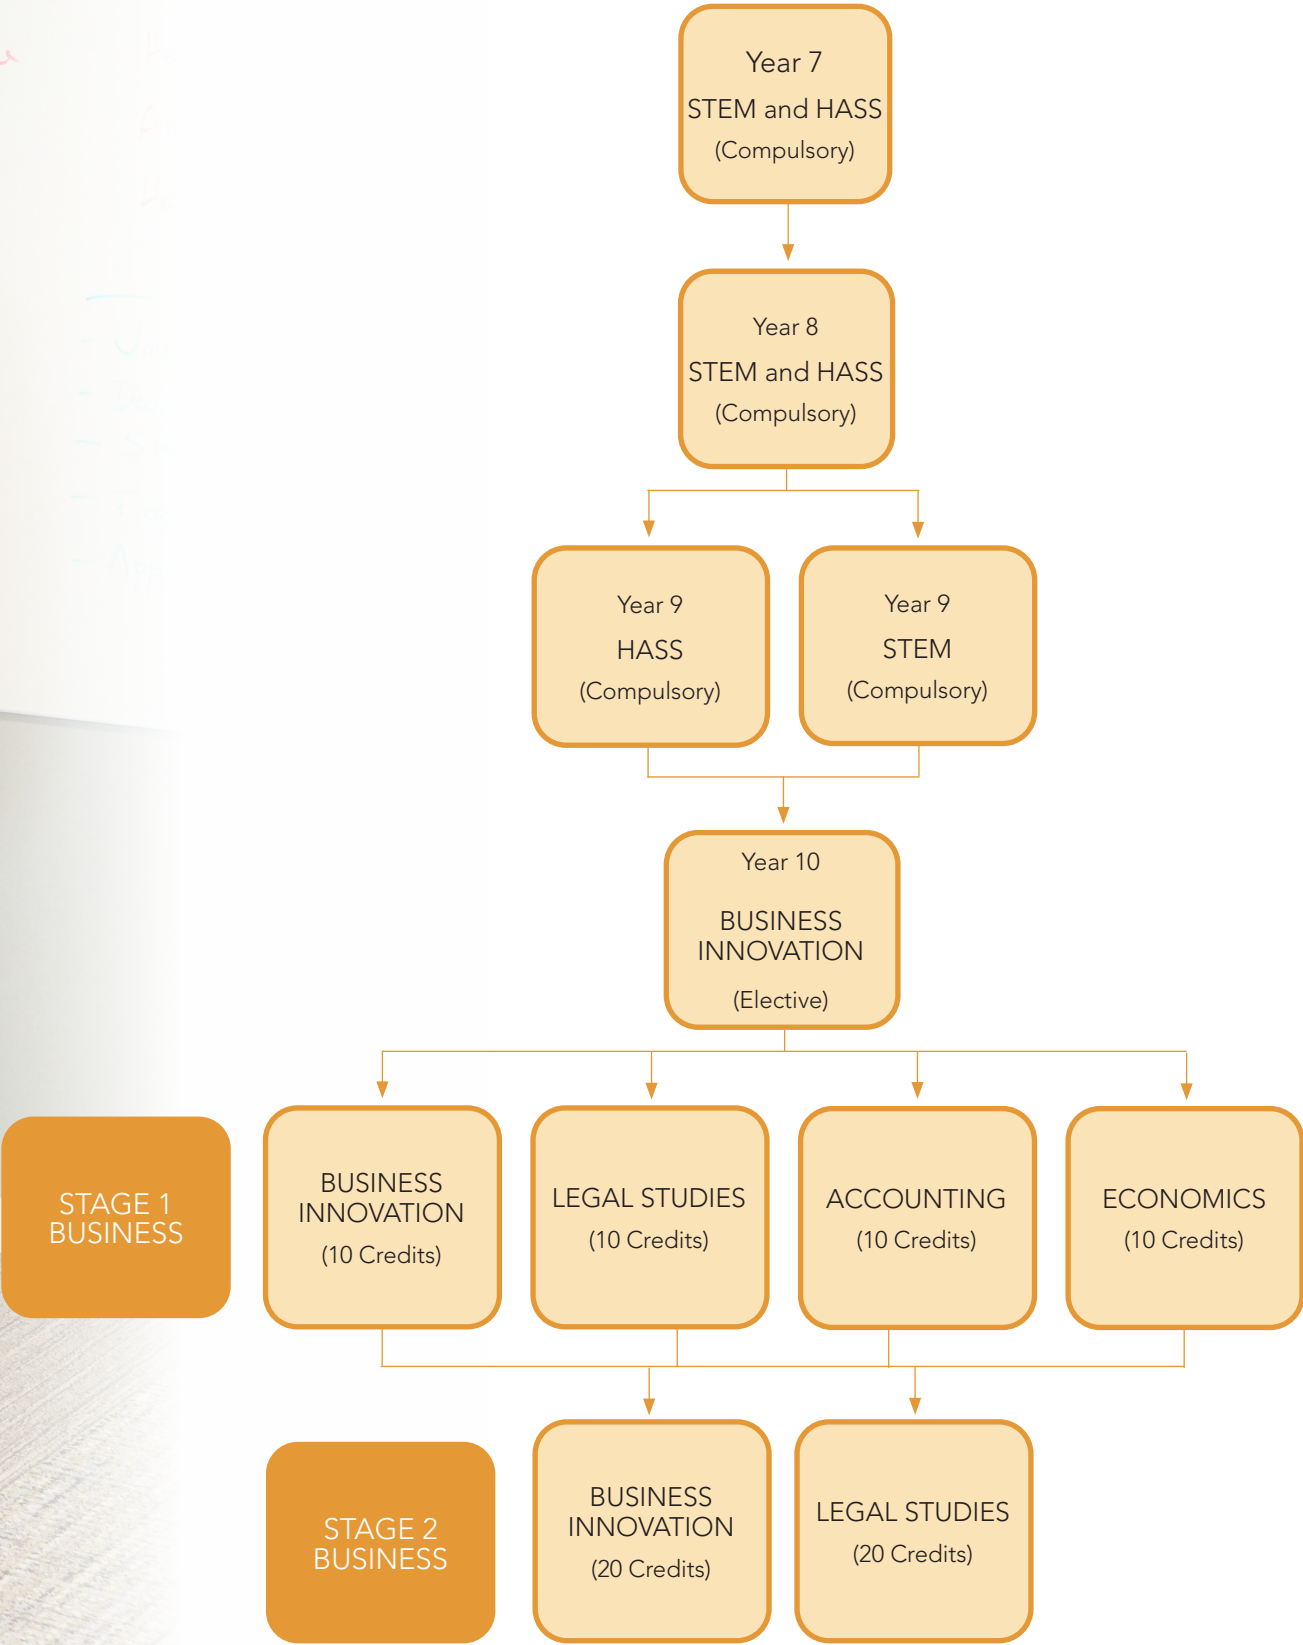 Year 7
STEM and HASS
(Compulsory)
Year 8
STEM and HASS
(Compulsory)
Year 9
HASS
(Compulsory)
Year 9
STEM
(Compulsory)
Year 10
BUSINESS
INNOVATION
(Elective)
STAGE 1
BUSINESS
BUSINESS
INNOVATION
(10 Credits)
LEGAL STUDIES
(10 Credits)
ACCOUNTING
(10 Credits)
ECONOMICS
(10 Credits)
STAGE 2
BUSINESS
BUSINESS
INNOVATION
(20 Credits)
LEGAL STUDIES
(20 Credits)